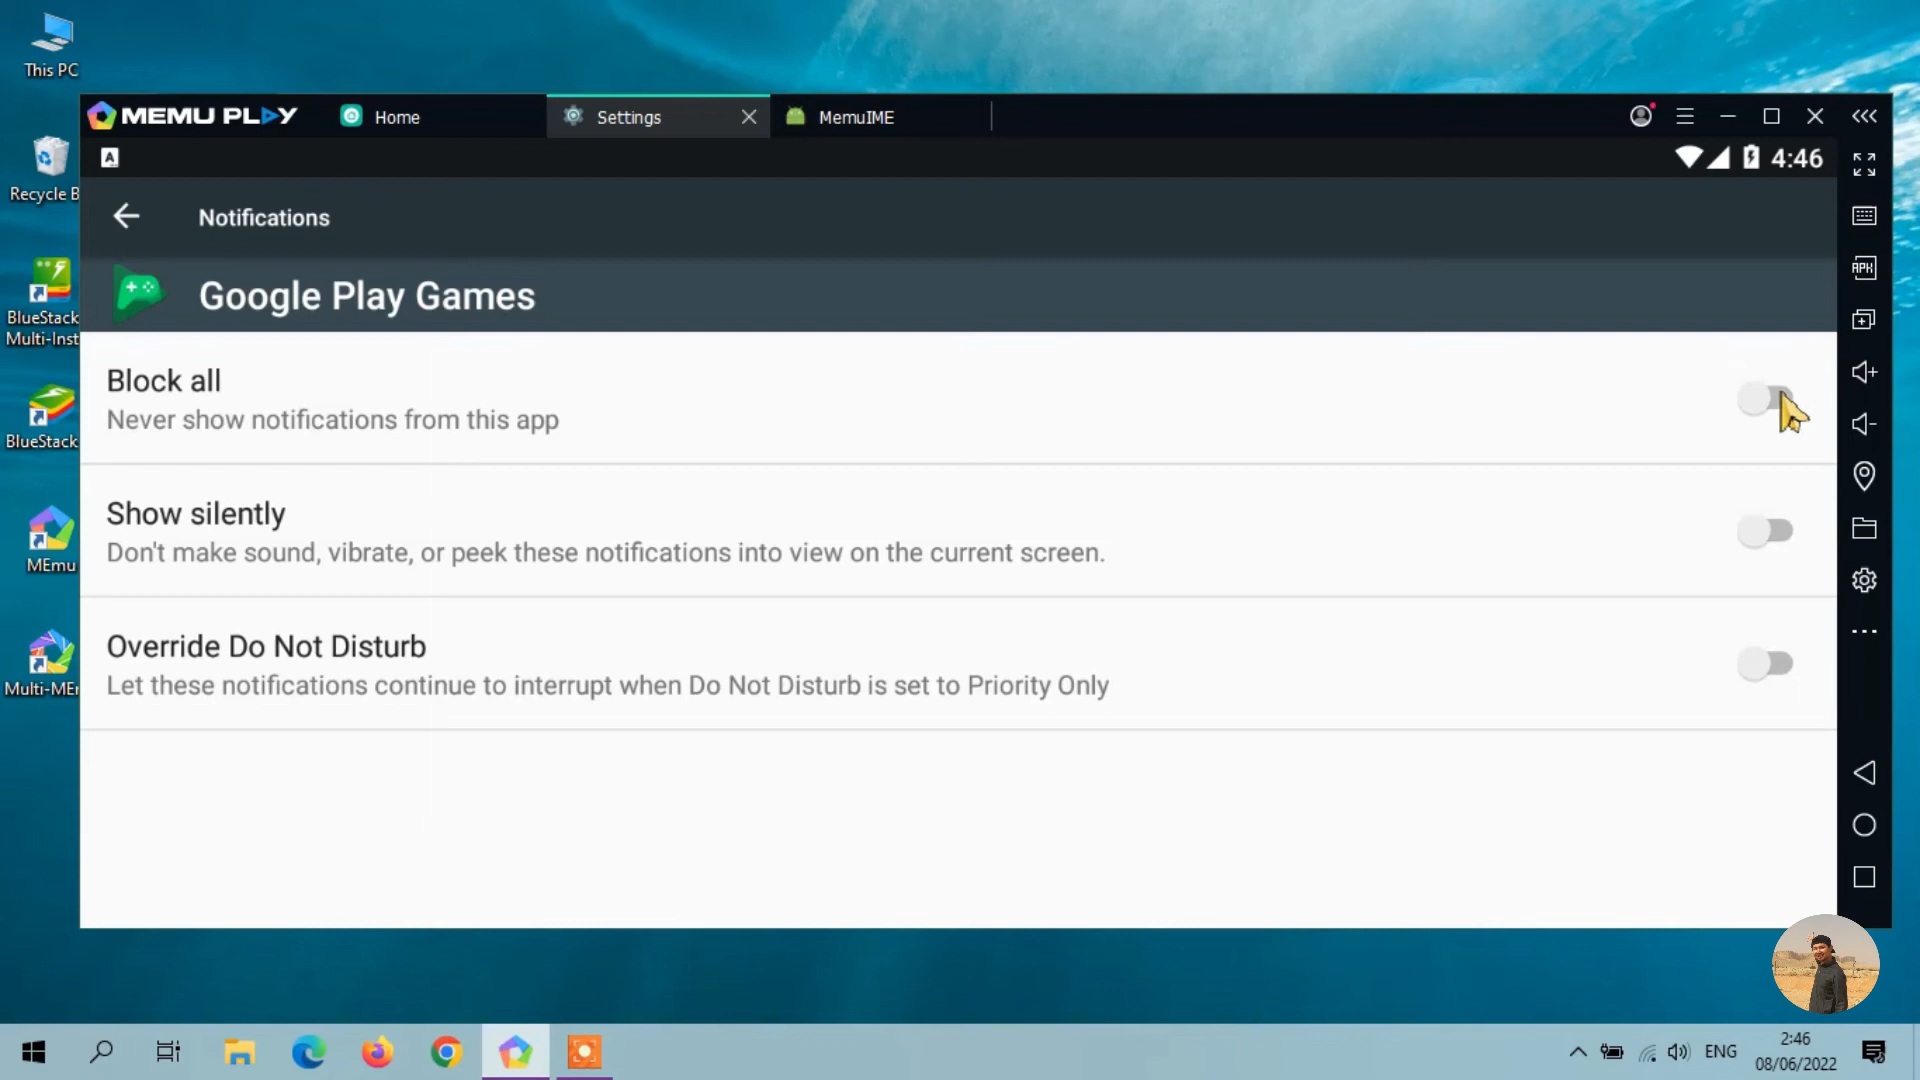 This PC
Recycle B
BlueStack
Multi-Inst
BlueStack
MEmu
Multi-MEm
MEMU PLAY
Home
Settings
MemuIME
A
4:46
Notifications
Google Play Games
Block all
Never show notifications from this app
Show silently
Don't make sound, vibrate, or peek these notifications into view on the current screen.
Override Do Not Disturb
Let these notifications continue to interrupt when Do Not Disturb is set to Priority Only
APK
ENG
2:46
08/06/2022